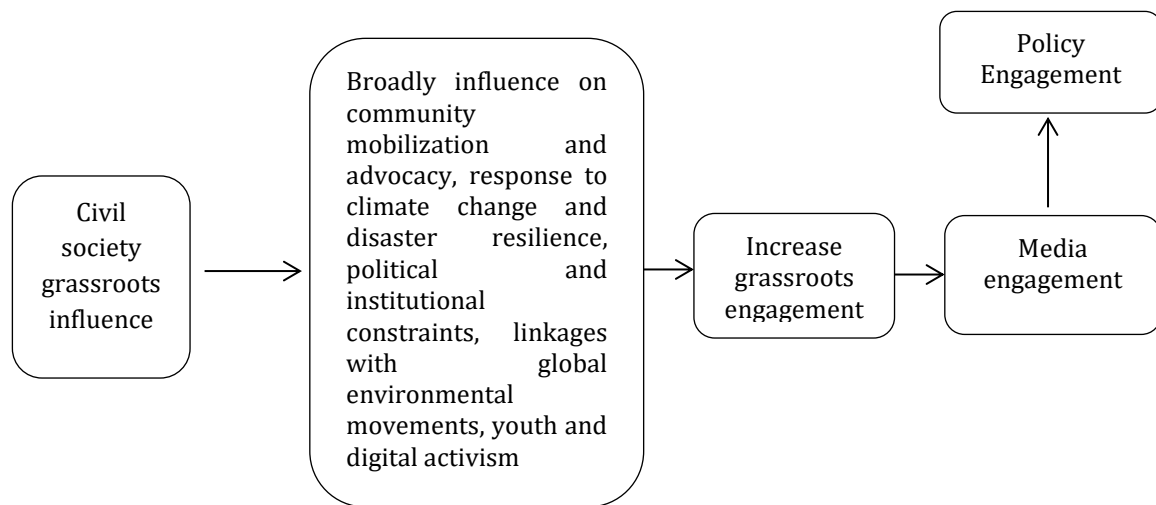 Civil
society
grassroots
influence
Broadly influence on
community
mobilization and
advocacy, response to
climate change and
disaster resilience,
political and
institutional
constraints, linkages
with global
environmental
movements, youth and
digital activism
Increase
grassroots
engagement
Media
engagement
Policy
Engagement